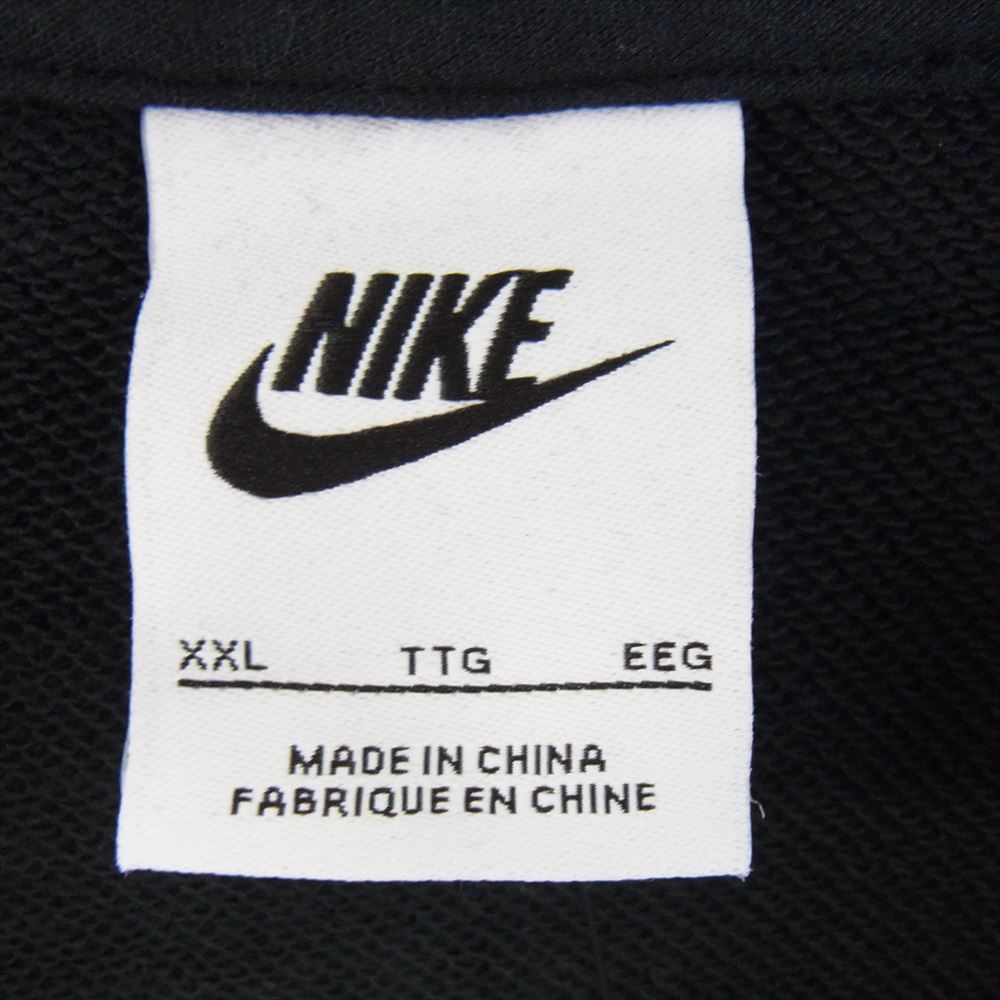 NIKE
XXL TTG EEG
MADE IN CHINA
FABRIQUE EN CHINE